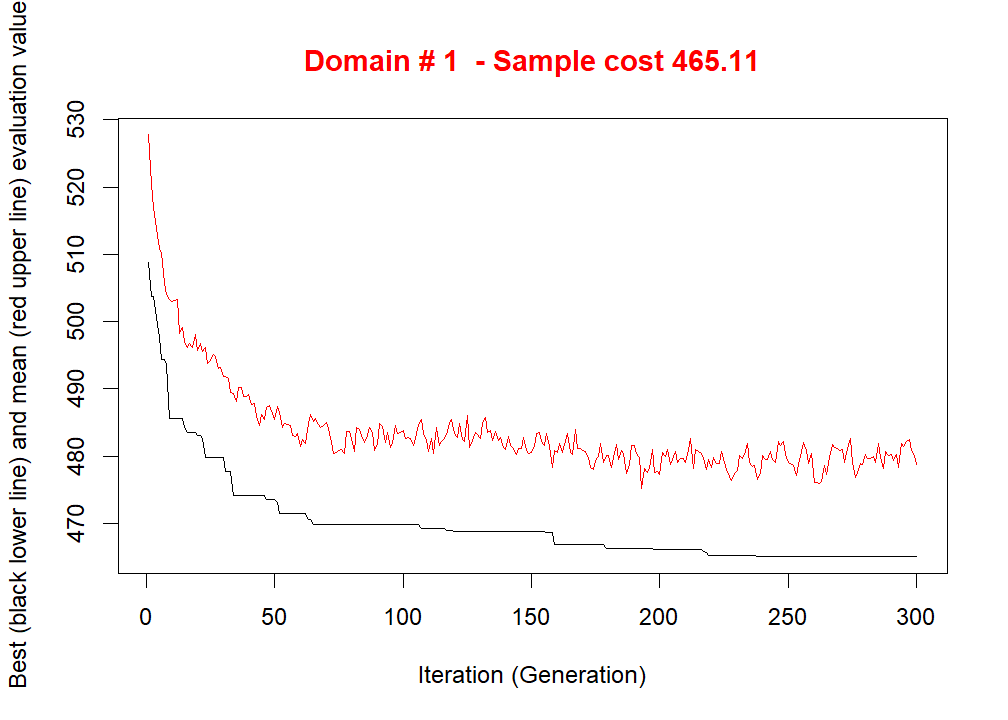 Domain # 1  - Sample cost 465.11
Best (black lower line) and mean (red upper line) evaluation value
530
520
510
500
490
480
470
0 50 100 150 200 250 300
Iteration (Generation)